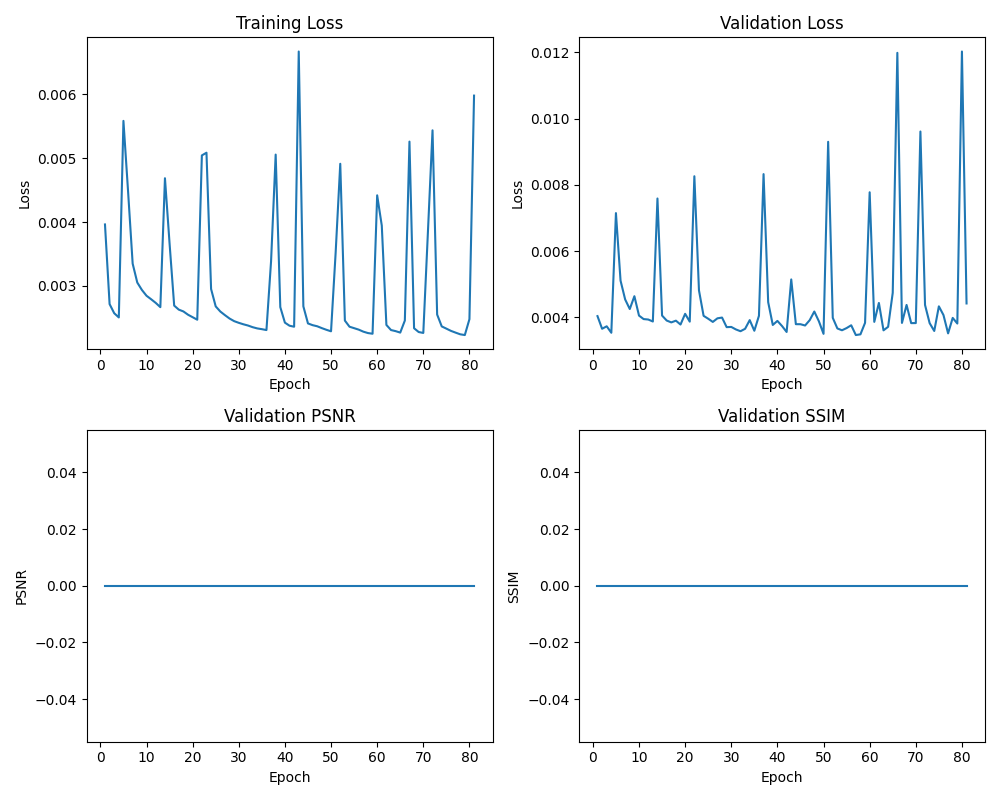 Training Loss
Loss
0.006
0.005
0.004
0.003
0 10 20 30 40 50 60 70 80
Epoch
Validation Loss
Loss
0.012
0.010
0.008
0.006
0.004
0 10 20 30 40 50 60 70 80
Epoch
Validation PSNR
PSNR
0.04
0.02
0.00
−0.02
−0.04
0 10 20 30 40 50 60 70 80
Epoch
Validation SSIM
SSIM
0.04
0.02
0.00
−0.02
−0.04
0 10 20 30 40 50 60 70 80
Epoch